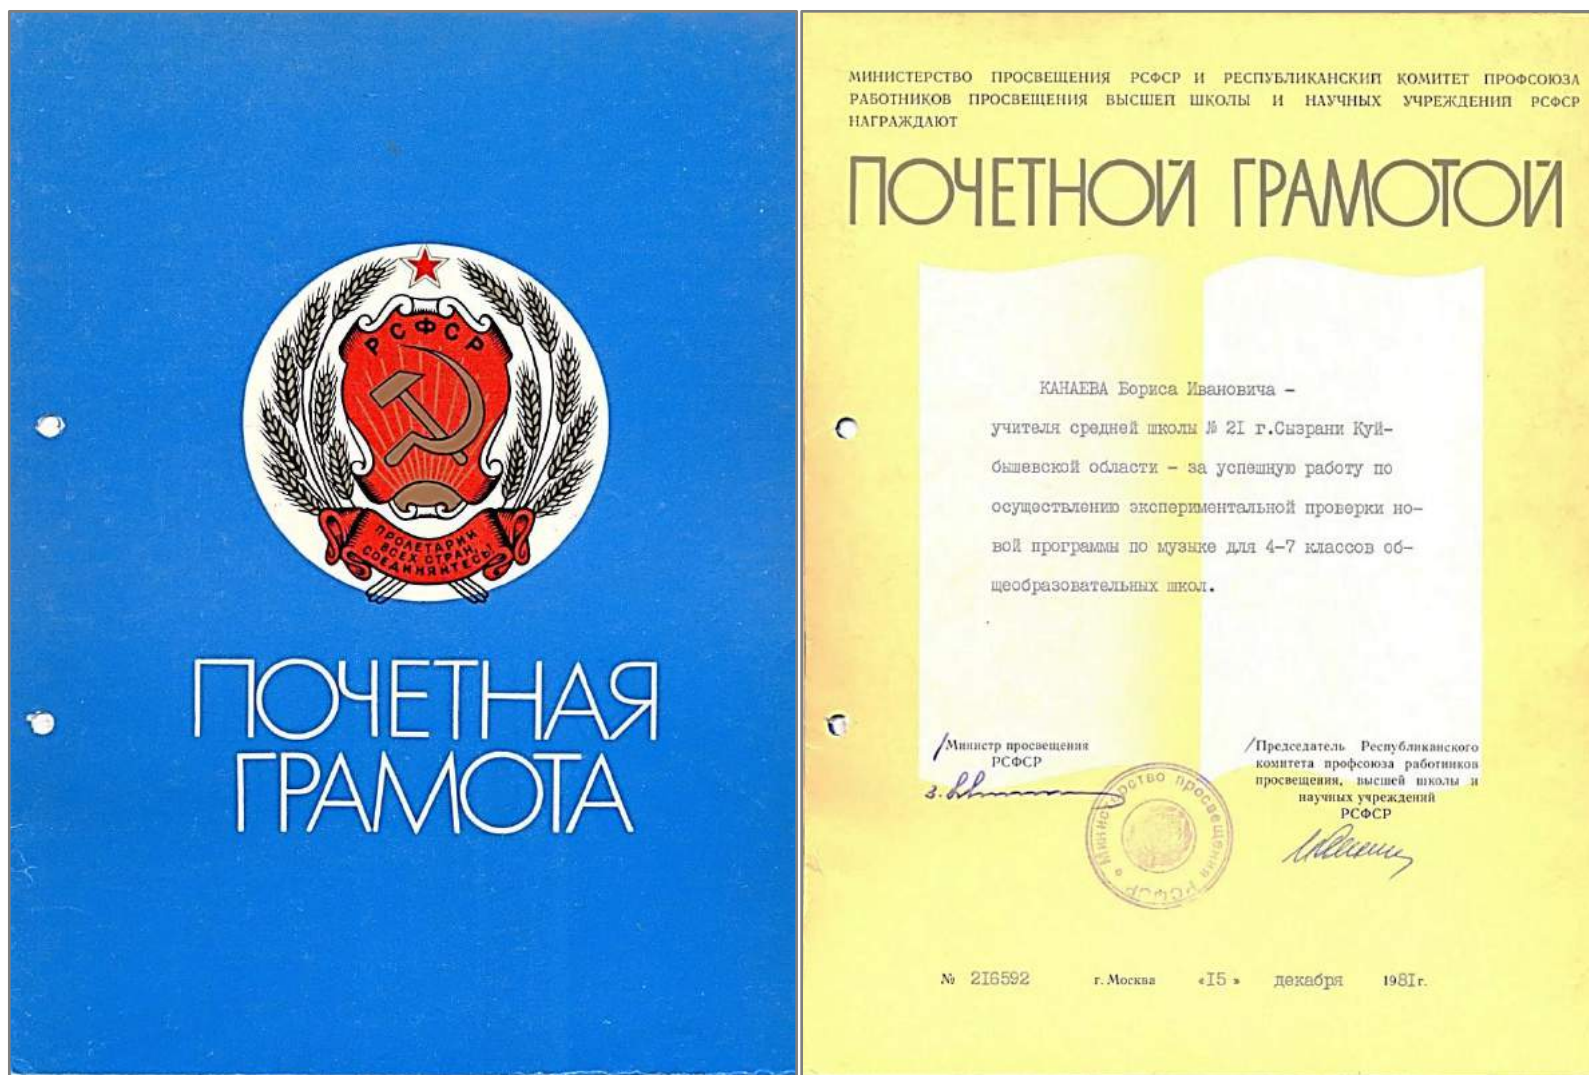 РСФСР
ПРОЛЕТАРИИ
ВСЕХ СТРАН,
СОЕДИНЯЙТЕСЬ!
ПОЧЕТНАЯ
ГРАМОТА
МИНИСТЕРСТВО ПРОСВЕЩЕНИЯ РСФСР И РЕСПУБЛИКАНСКИЙ КОМИТЕТ ПРОФСОЮЗА
РАБОТНИКОВ ПРОСВЕЩЕНИЯ ВЫСШЕЙ ШКОЛЫ И НАУЧНЫХ УЧРЕЖДЕНИЙ РСФСР
НАГРАЖДАЮТ
ПОЧЕТНОЙ ГРАМОТОЙ
КАНАЕВА Бориса Ивановича –
учителя средней школы № 21 г.Сызрани Куй-
бышевской области – за успешную работу по
осуществлению экспериментальной проверки но-
вой программы по музыке для 4-7 классов об-
щеобразовательных школ.
/Министр просвещения
РСФСР
/Председатель Республиканского
комитета профсоюза работников
просвещения, высшей школы и
научных учреждений
РСФСР
Министерство просвещения РСФСР
№ 216592 г. Москва «15» декабря 1981г.